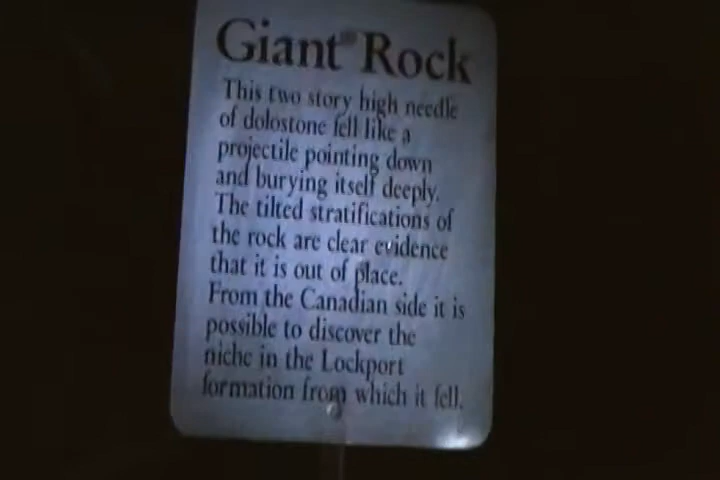 Giant Rock
This two story high needle
of dolostone fell like a
projectile pointing down
and burying itself deeply.
The tilted stratifications of
the rock are clear evidence
that it is out of place.
From the Canadian side it is
possible to discover the
niche in the Lockport
formation from which it fell.